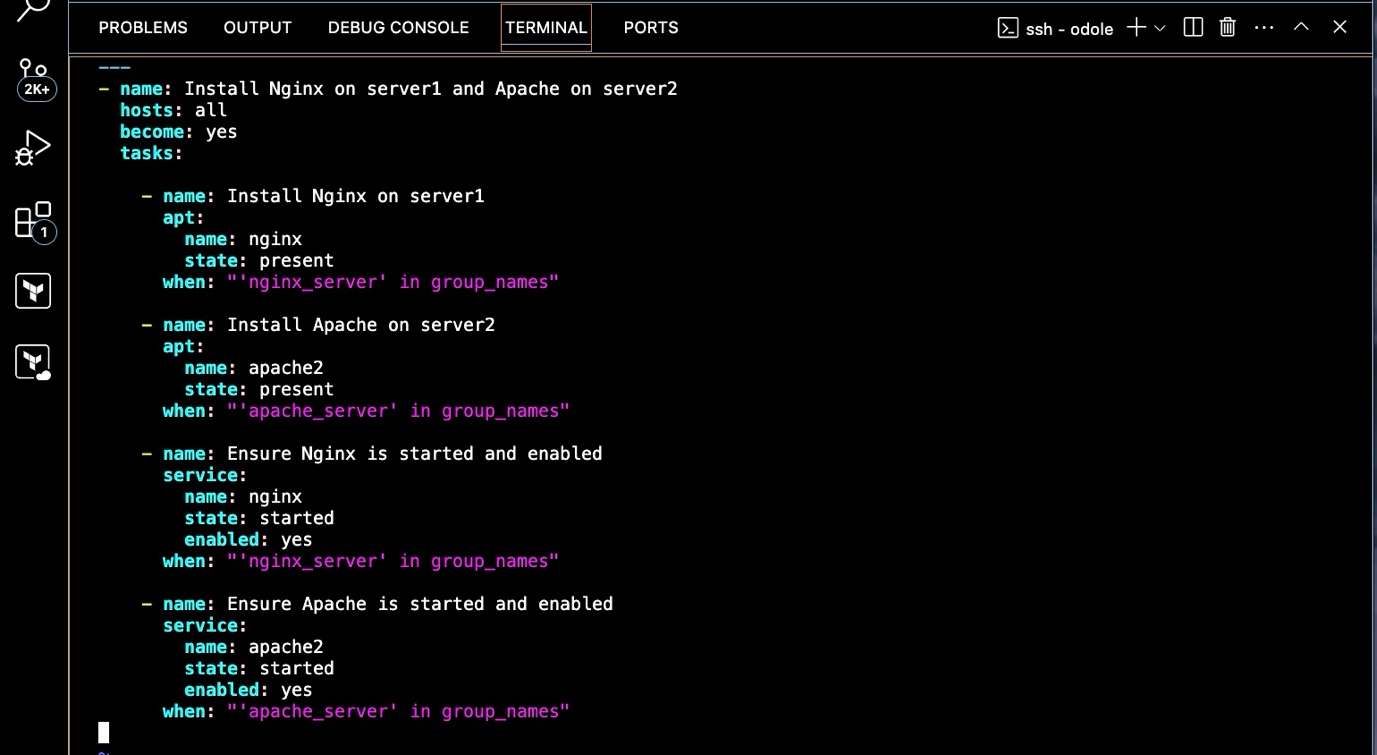 PROBLEMS OUTPUT DEBUG CONSOLE TERMINAL PORTS ssh - odole
2K+
1
---
- name: Install Nginx on server1 and Apache on server2
  hosts: all
  become: yes
  tasks:

    - name: Install Nginx on server1
      apt:
        name: nginx
        state: present
      when: "'nginx_server' in group_names"

    - name: Install Apache on server2
      apt:
        name: apache2
        state: present
      when: "'apache_server' in group_names"

    - name: Ensure Nginx is started and enabled
      service:
        name: nginx
        state: started
        enabled: yes
      when: "'nginx_server' in group_names"

    - name: Ensure Apache is started and enabled
      service:
        name: apache2
        state: started
        enabled: yes
      when: "'apache_server' in group_names"